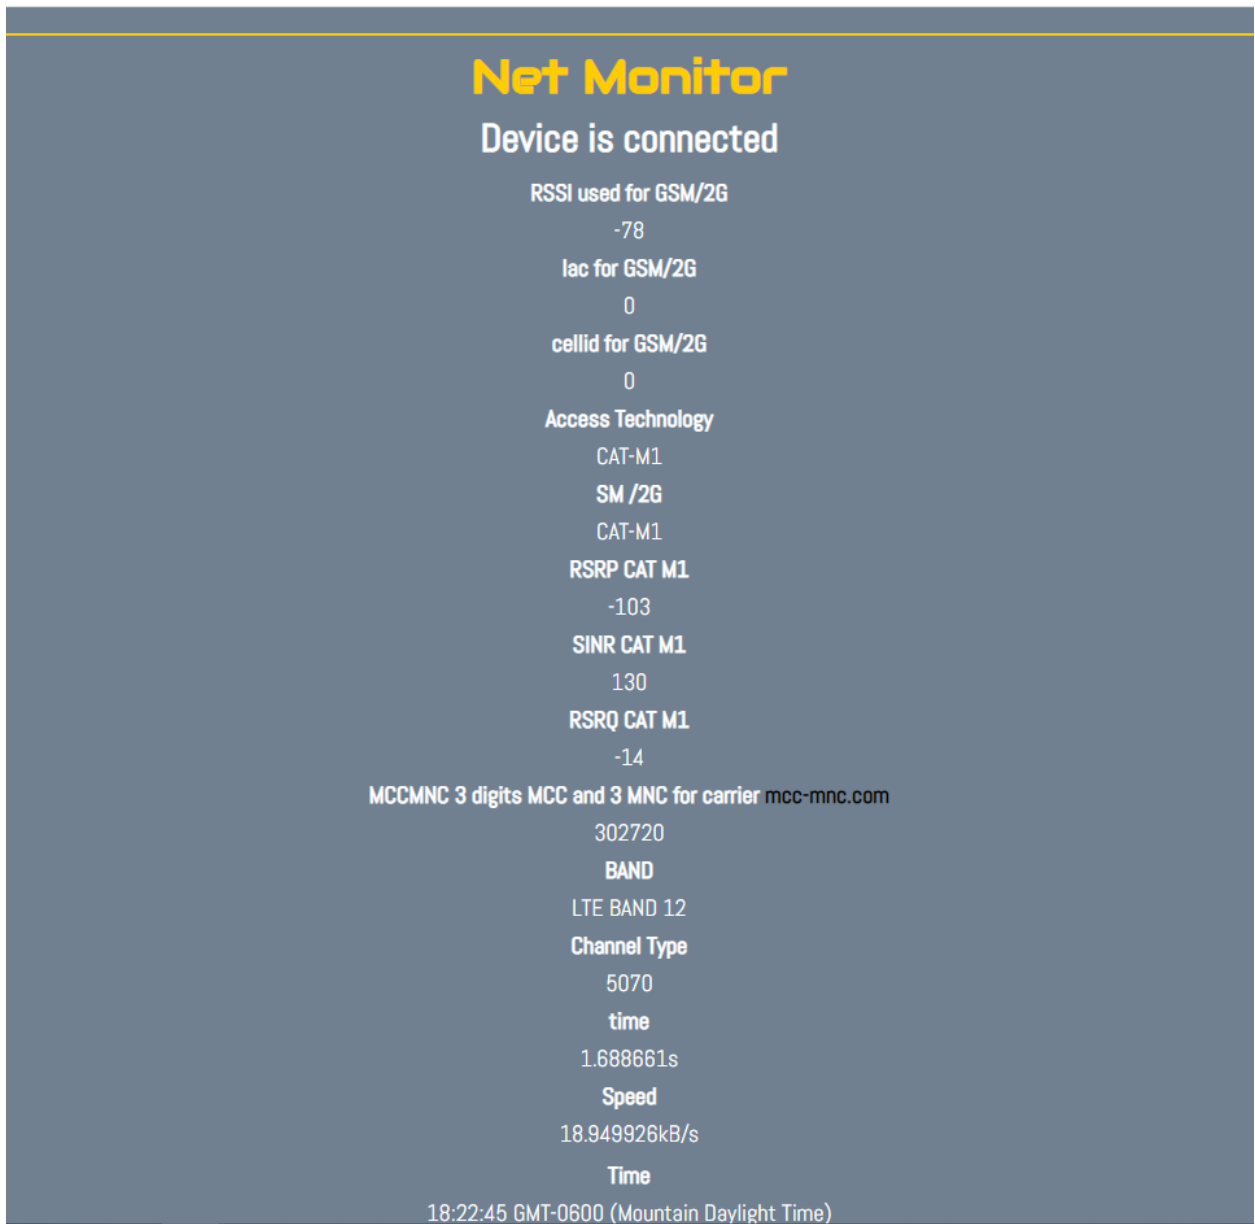 Net Monitor
Device is connected
RSSI used for GSM/2G
-78
lac for GSM/2G
0
cellid for GSM/2G
0
Access Technology
CAT-M1
SM /2G
CAT-M1
RSRP CAT M1
-103
SINR CAT M1
130
RSRQ CAT M1
-14
MCCMNC 3 digits MCC and 3 MNC for carrier mcc-mnc.com
302720
BAND
LTE BAND 12
Channel Type
5070
time
1.688661s
Speed
18.949926kB/s
Time
18:22:45 GMT-0600 (Mountain Daylight Time)